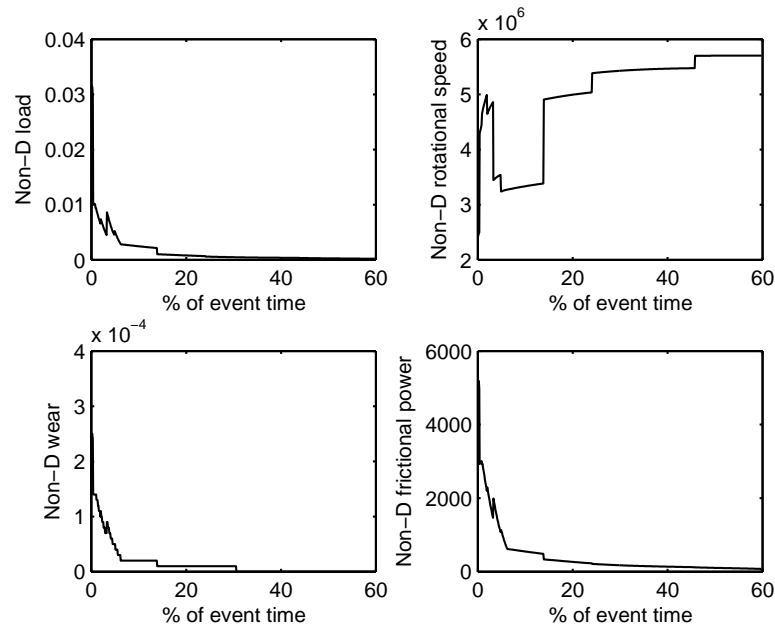 0.04
0.03
0.02
0.01
0
Non−D load
0 20 40 60
% of event time
x 10^6
6
5
4
3
2
Non−D rotational speed
0 20 40 60
% of event time
x 10^−4
4
3
2
1
0
Non−D wear
0 20 40 60
% of event time
6000
4000
2000
0
Non−D frictional power
0 20 40 60
% of event time